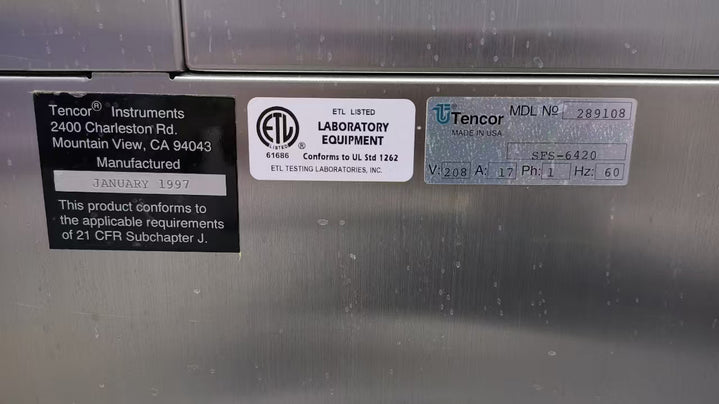 Tencor® Instruments
2400 Charleston Rd.
Mountain View, CA 94043
Manufactured
JANUARY 1997
This product conforms to
the applicable requirements
of 21 CFR Subchapter J.
ETL LISTED
ETL
LISTED
®
61686
LABORATORY
EQUIPMENT
Conforms to UL Std 1262
ETL TESTING LABORATORIES, INC.
Tencor
MADE IN USA
MDL Nº 289108
SFS-6420
V: 208 A: 17 Ph: 1 Hz: 60